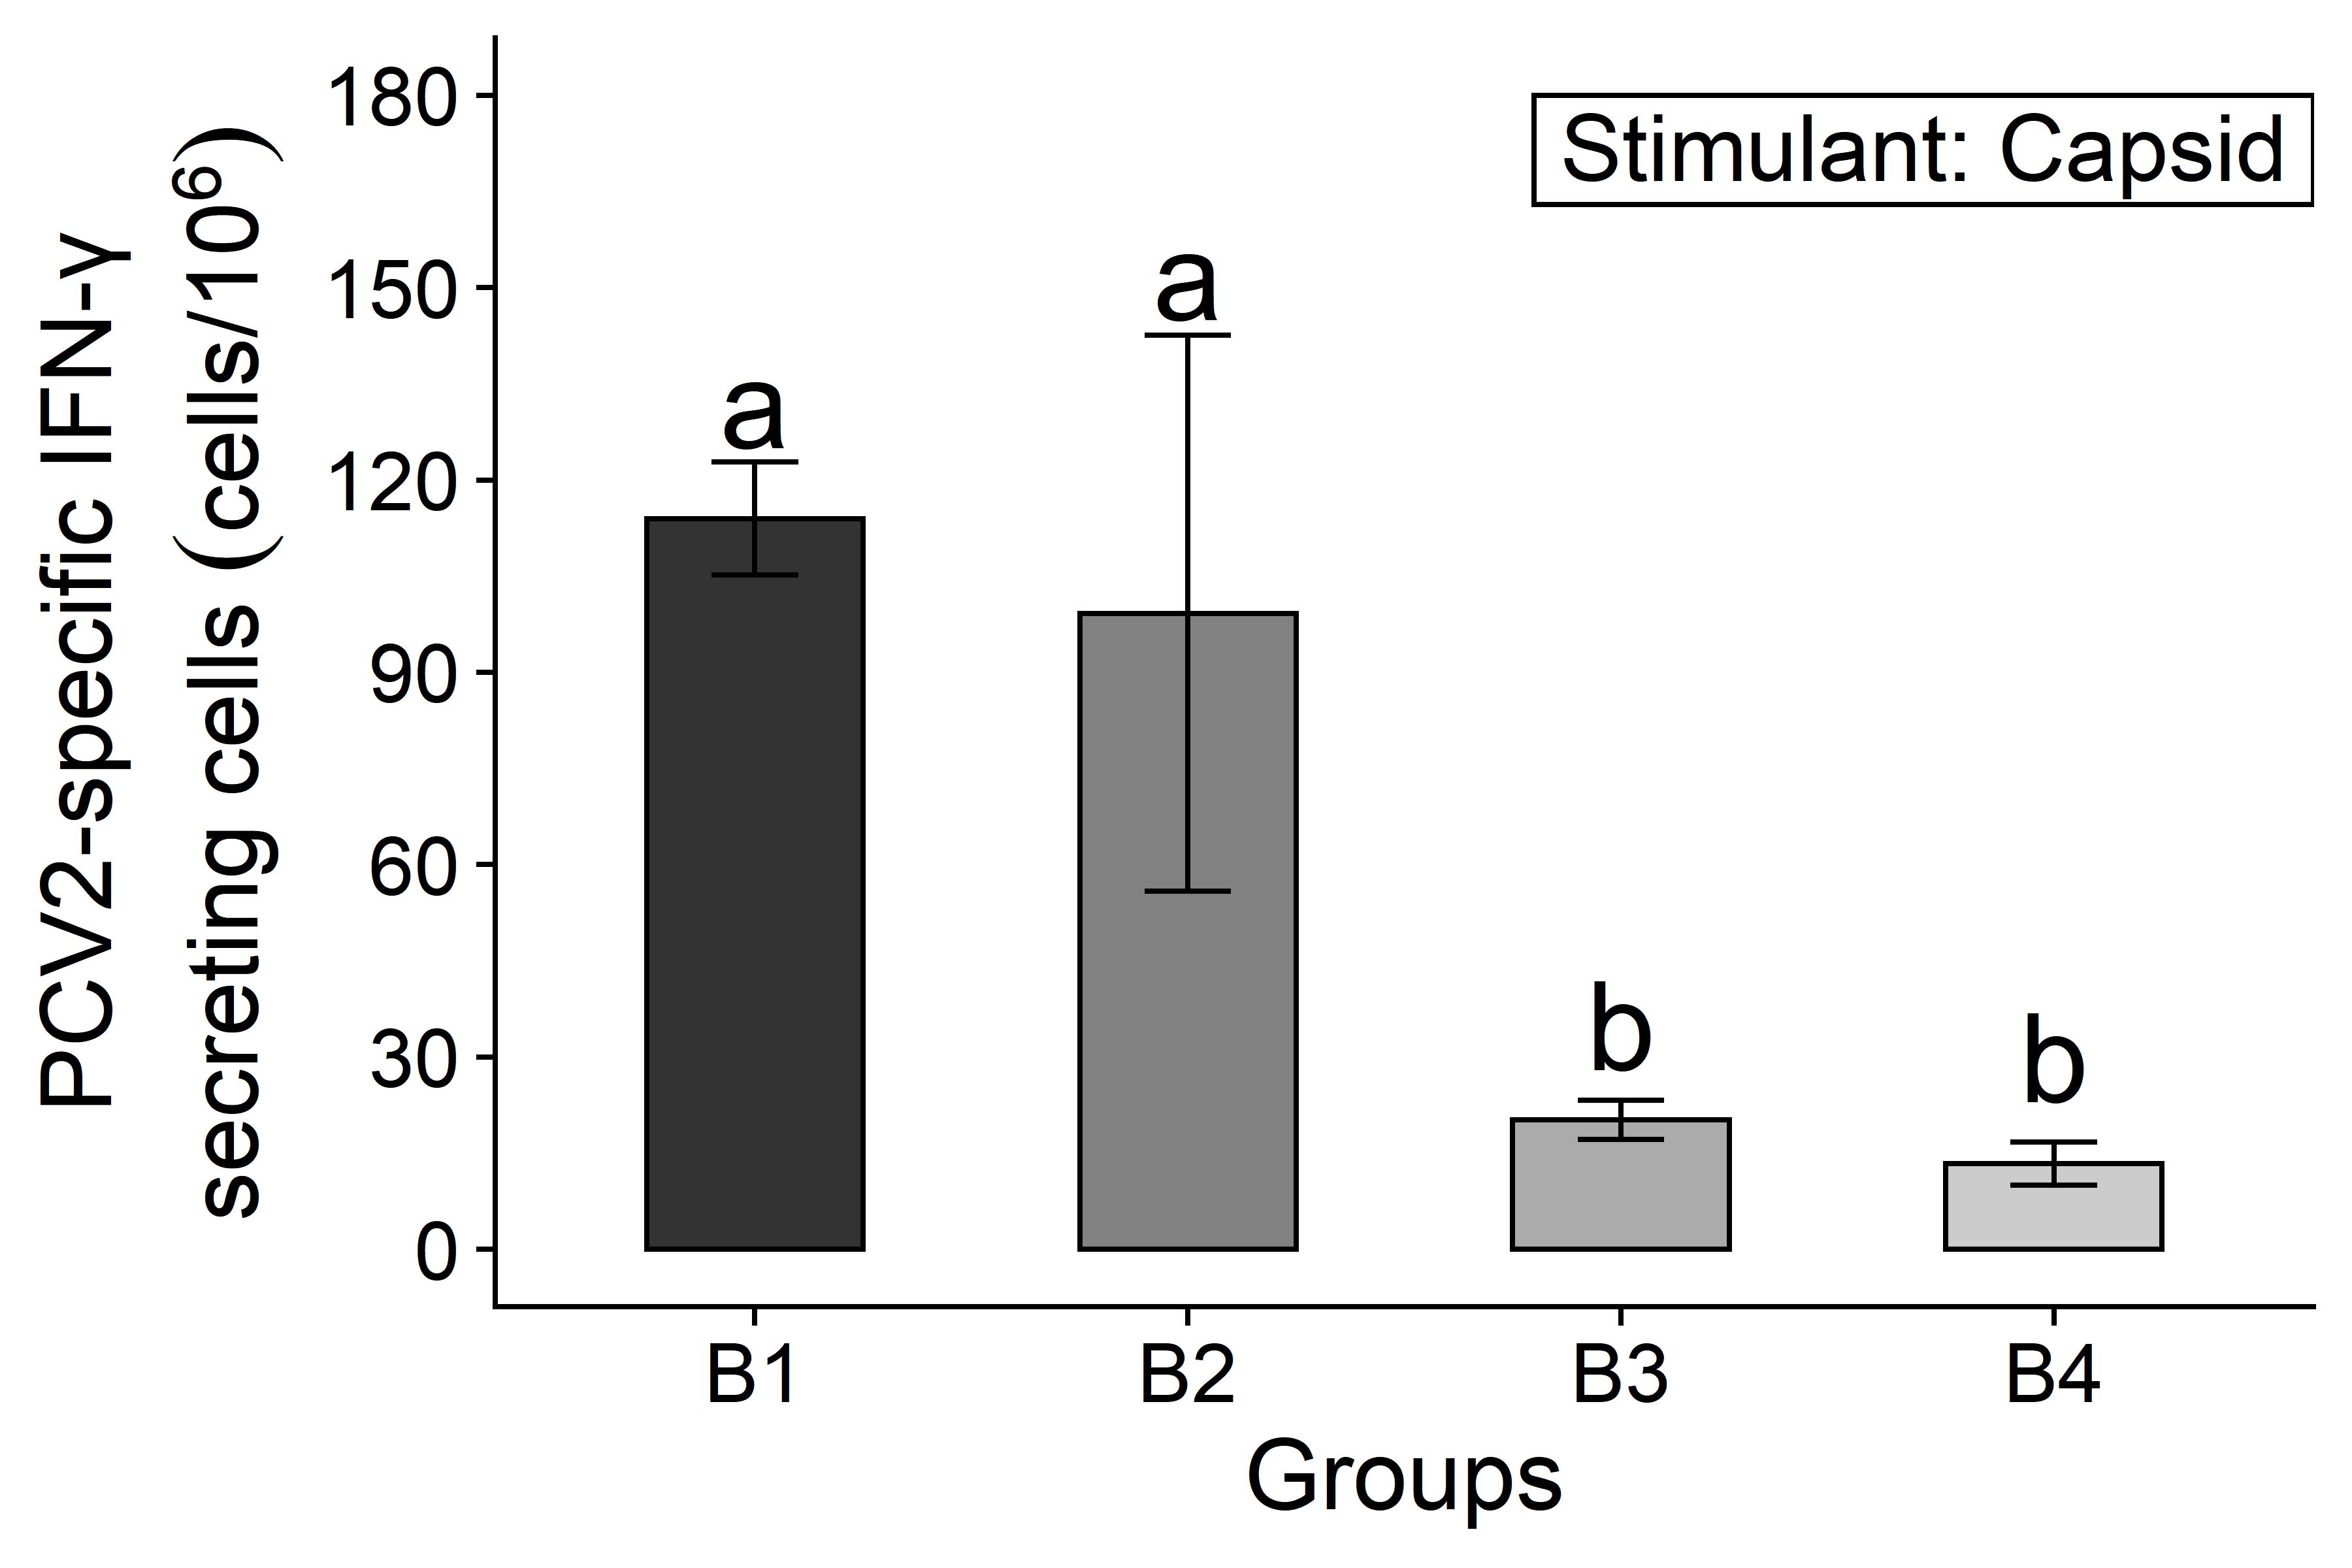 PCV2-specific IFN-γ
secreting cells (cells/10⁶)
180
150
120
90
60
30
0
Stimulant: Capsid
a
a
b
b
B1
B2
B3
B4
Groups